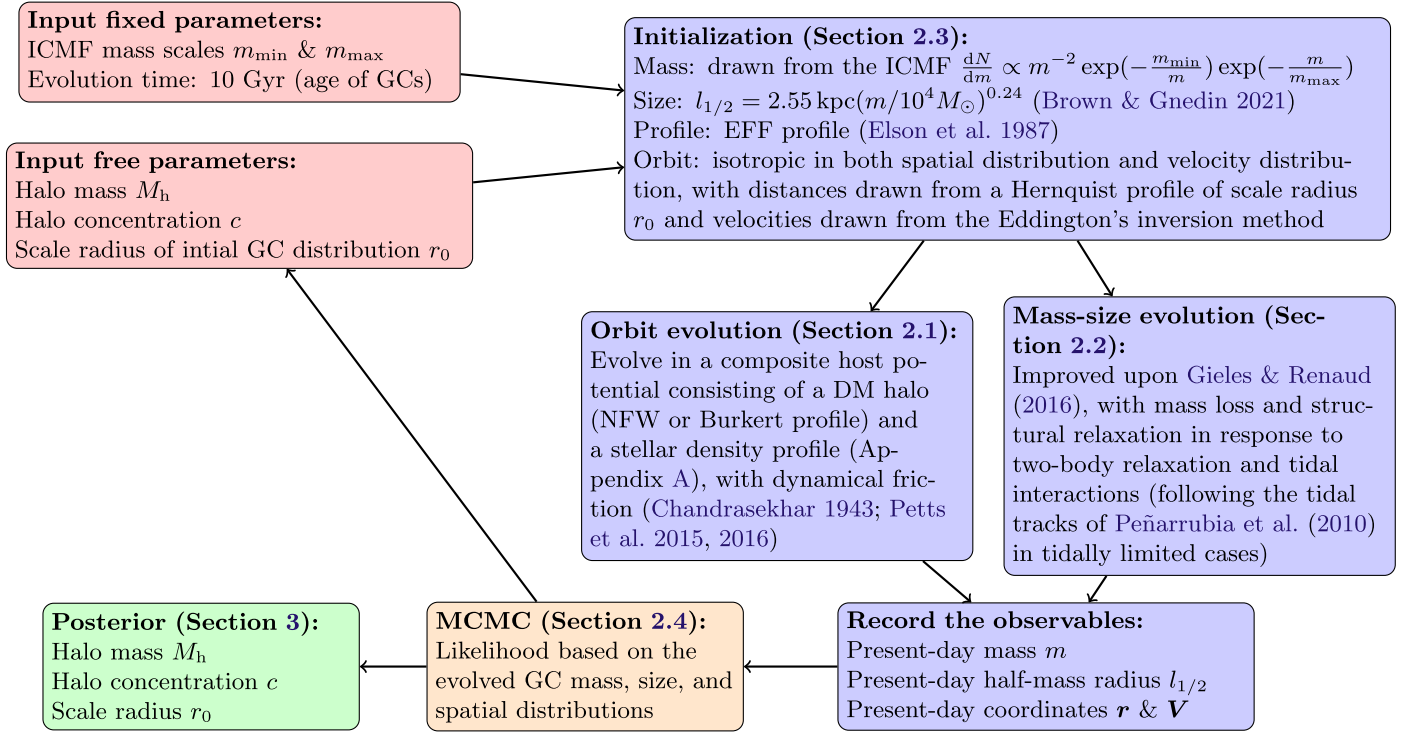 Input fixed parameters:
ICMF mass scales m_min & m_max
Evolution time: 10 Gyr (age of GCs)
Input free parameters:
Halo mass M_h
Halo concentration c
Scale radius of intial GC distribution r_0
Initialization (Section 2.3):
Mass: drawn from the ICMF dN/dm ∝ m^{-2} exp(−m_min/m) exp(−m/m_max)
Size: l_{1/2} = 2.55 kpc(m/10^4 M_⊙)^{0.24} (Brown & Gnedin 2021)
Profile: EFF profile (Elson et al. 1987)
Orbit: isotropic in both spatial distribution and velocity distribu-
tion, with distances drawn from a Hernquist profile of scale radius
r_0 and velocities drawn from the Eddington's inversion method
Orbit evolution (Section 2.1):
Evolve in a composite host po-
tential consisting of a DM halo
(NFW or Burkert profile) and
a stellar density profile (Ap-
pendix A), with dynamical fric-
tion (Chandrasekhar 1943; Petts
et al. 2015, 2016)
Mass-size evolution (Sec-
tion 2.2):
Improved upon Gieles & Renaud
(2016), with mass loss and struc-
tural relaxation in response to
two-body relaxation and tidal
interactions (following the tidal
tracks of Peñarrubia et al. (2010)
in tidally limited cases)
Record the observables:
Present-day mass m
Present-day half-mass radius l_{1/2}
Present-day coordinates r & V
MCMC (Section 2.4):
Likelihood based on the
evolved GC mass, size, and
spatial distributions
Posterior (Section 3):
Halo mass M_h
Halo concentration c
Scale radius r_0